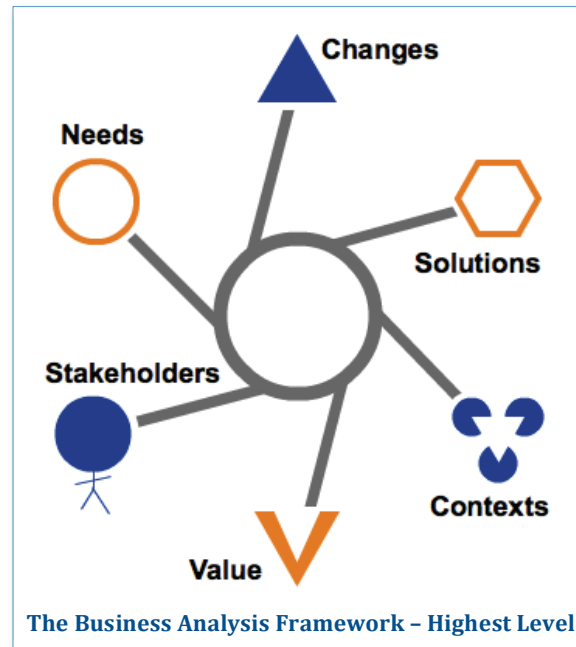 Changes
Needs
Solutions
Stakeholders
Contexts
Value
The Business Analysis Framework – Highest Level